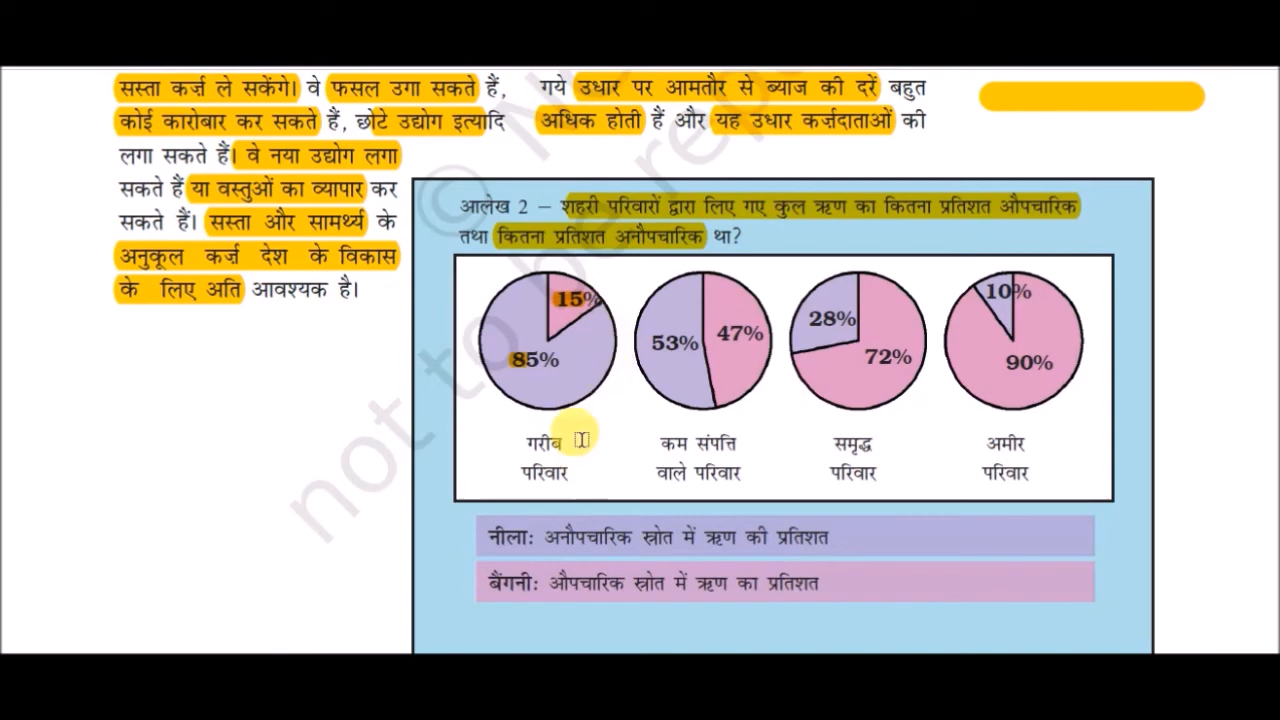 सस्ता कर्ज़ ले सकेंगे। वे फसल उगा सकते हैं,
कोई कारोबार कर सकते हैं, छोटे उद्योग इत्यादि
लगा सकते हैं। वे नया उद्योग लगा
सकते हैं या वस्तुओं का व्यापार कर
सकते हैं। सस्ता और सामर्थ्य के
अनुकूल कर्ज़ देश के विकास
के लिए अति आवश्यक है।
गये उधार पर आमतौर से ब्याज की दरें बहुत
अधिक होती हैं और यह उधार कर्ज़दाताओं की
आलेख 2 – शहरी परिवारों द्वारा लिए गए कुल ऋण का कितना प्रतिशत औपचारिक
तथा कितना प्रतिशत अनौपचारिक था?
15%
85%
53%
47%
28%
72%
10%
90%
गरीब
परिवार
कम संपत्ति
वाले परिवार
समृद्ध
परिवार
अमीर
परिवार
नीला: अनौपचारिक स्रोत में ऋण की प्रतिशत
बैंगनी: औपचारिक स्रोत में ऋण का प्रतिशत
© N
not to be rep